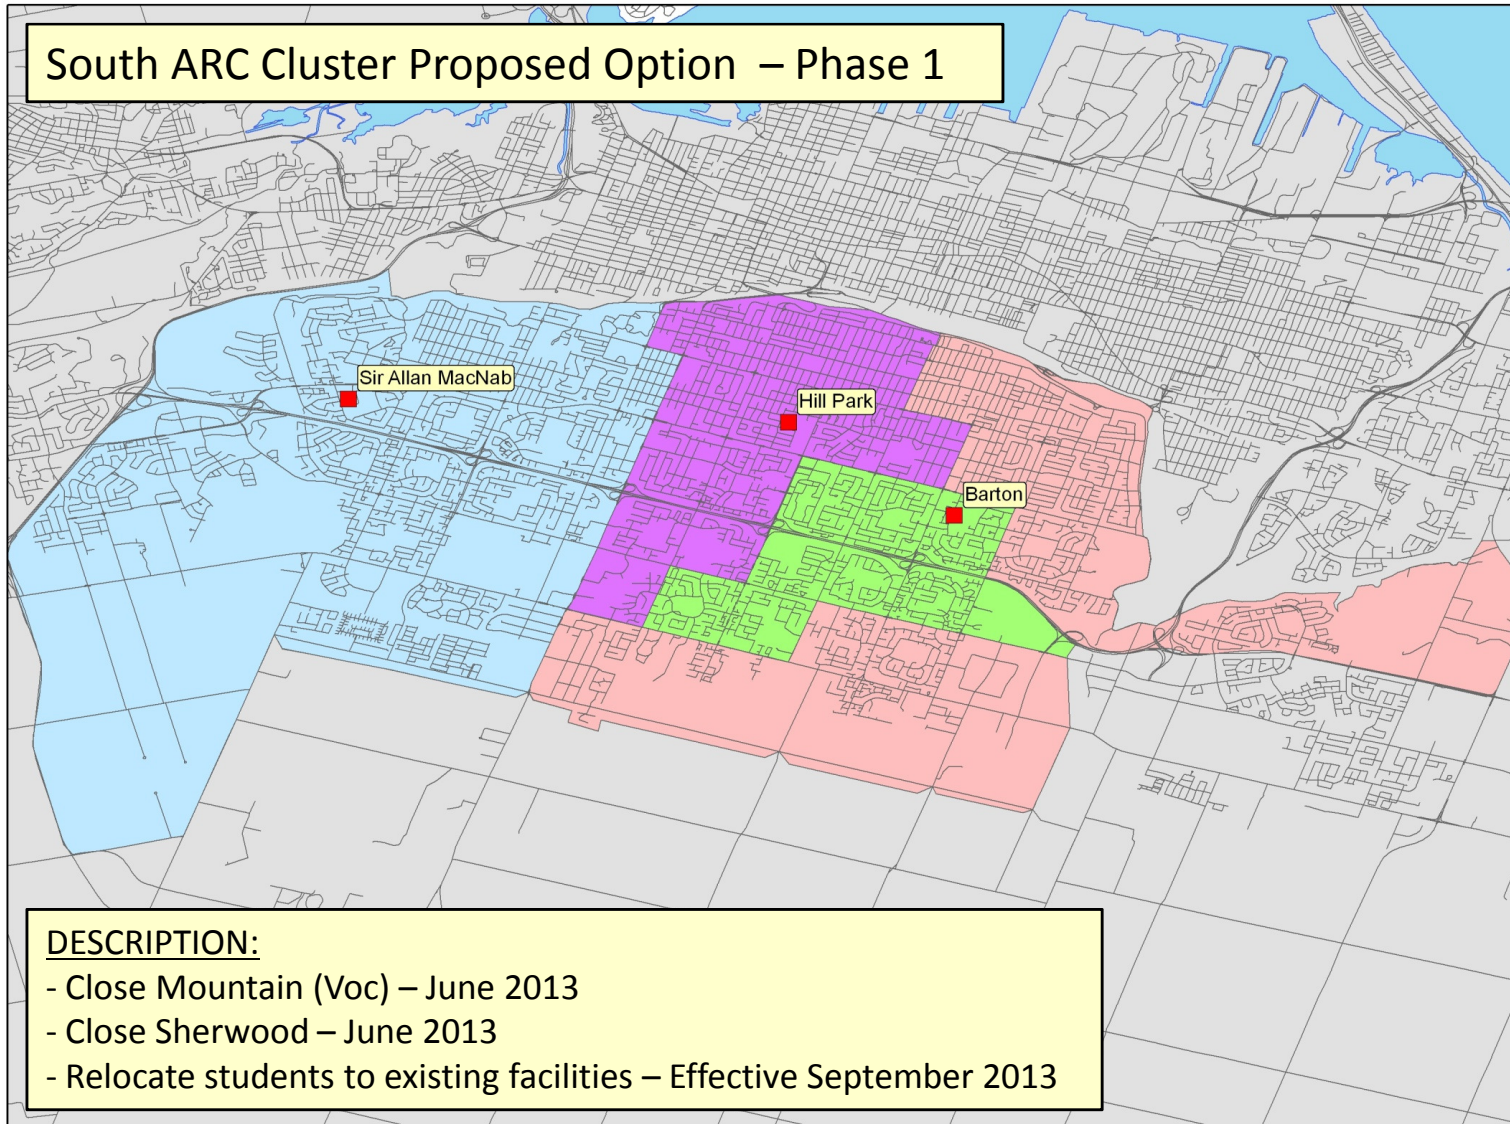 South ARC Cluster Proposed Option – Phase 1
Sir Allan MacNab
Hill Park
Barton
DESCRIPTION:
- Close Mountain (Voc) – June 2013
- Close Sherwood – June 2013
- Relocate students to existing facilities – Effective September 2013